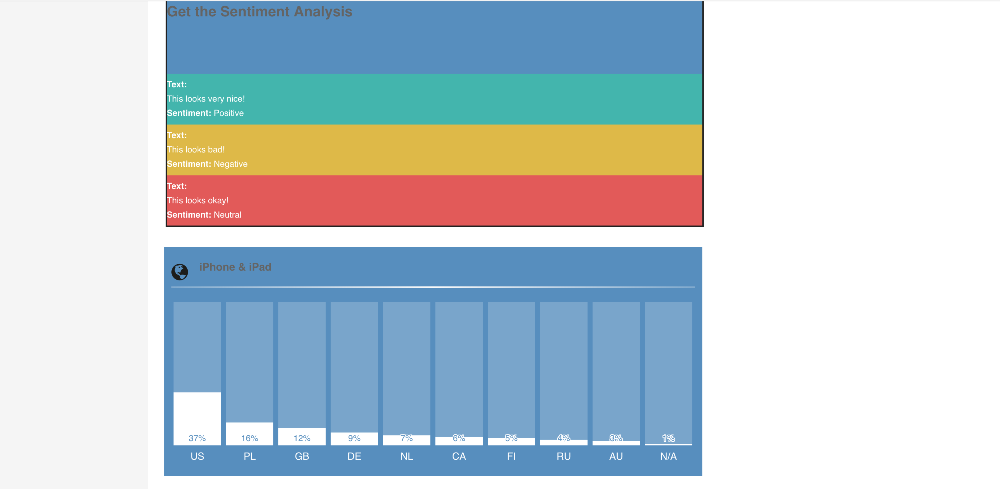 Get the Sentiment Analysis
Text:
This looks very nice!
Sentiment: Positive
Text:
This looks bad!
Sentiment: Negative
Text:
This looks okay!
Sentiment: Neutral
iPhone & iPad
37% 16% 12% 9% 7% 6% 5% 4% 3% 1%
US PL GB DE NL CA FI RU AU N/A